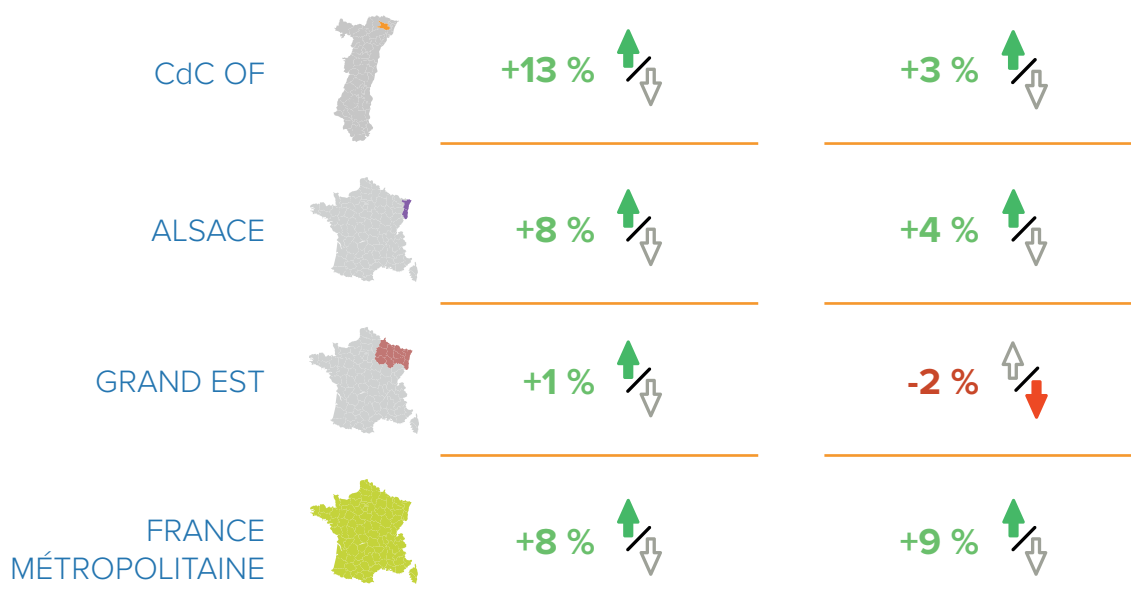 CdC OF
+13 %
+3 %
ALSACE
+8 %
+4 %
GRAND EST
+1 %
-2 %
FRANCE
MÉTROPOLITAINE
+8 %
+9 %